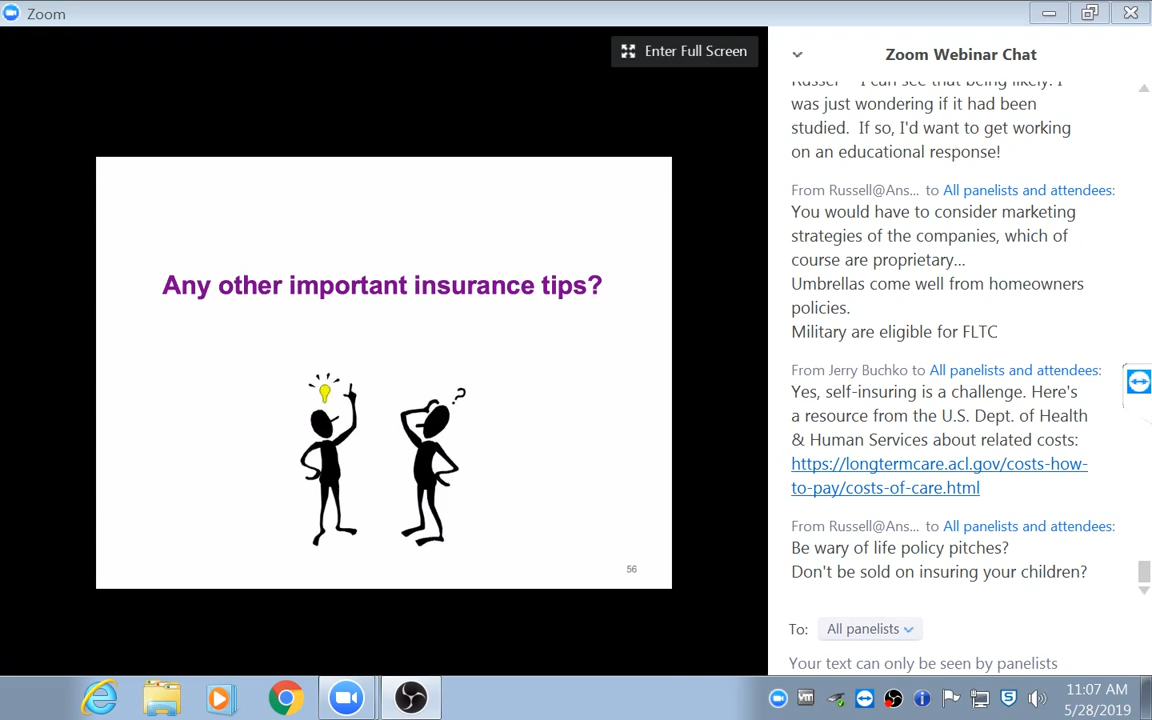 Zoom
Enter Full Screen
Any other important insurance tips?
?
56
Zoom Webinar Chat
was just wondering if it had been
studied. If so, I'd want to get working
on an educational response!
From Russell@Ans... to All panelists and attendees:
You would have to consider marketing
strategies of the companies, which of
course are proprietary...
Umbrellas come well from homeowners
policies.
Military are eligible for FLTC
From Jerry Buchko to All panelists and attendees:
Yes, self-insuring is a challenge. Here's
a resource from the U.S. Dept. of Health
& Human Services about related costs:
https://longtermcare.acl.gov/costs-how-
to-pay/costs-of-care.html
From Russell@Ans... to All panelists and attendees:
Be wary of life policy pitches?
Don't be sold on insuring your children?
To: All panelists
Your text can only be seen by panelists
11:07 AM
5/28/2019